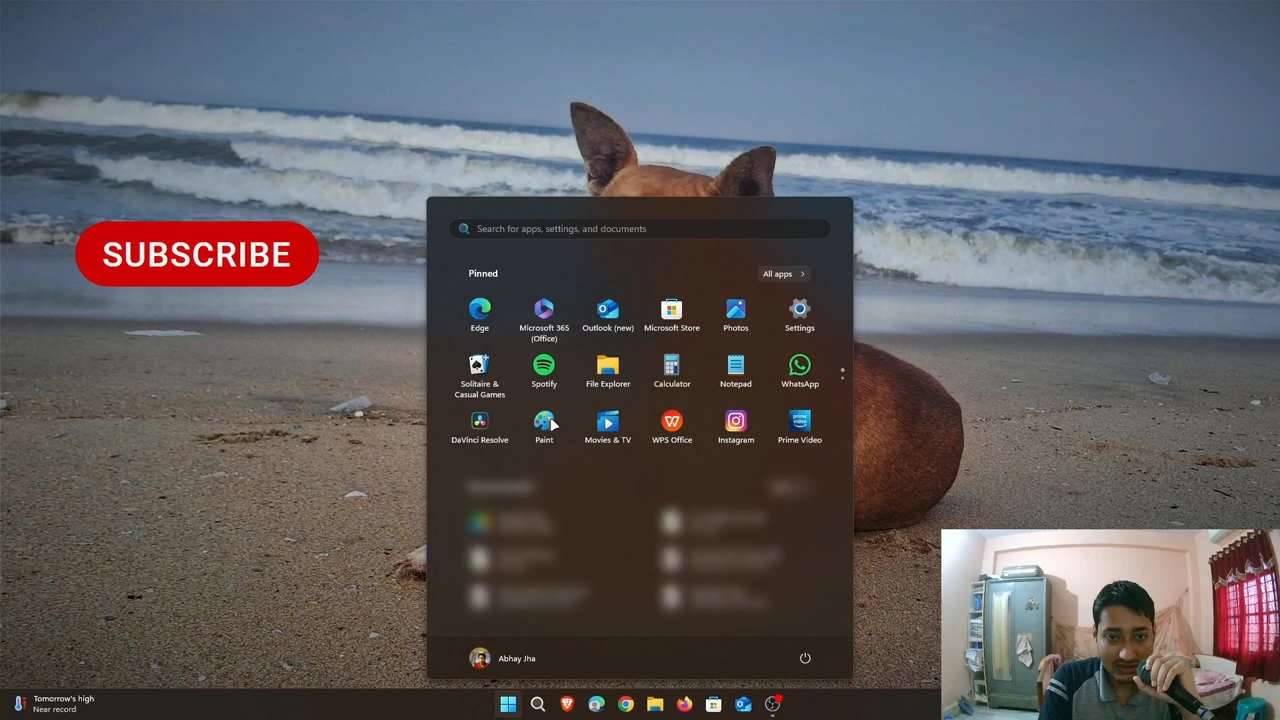 SUBSCRIBE
Search for apps, settings, and documents
Pinned
All apps
Edge
Microsoft 365
(Office)
Outlook (new)
Microsoft Store
Photos
Settings
Solitaire &
Casual Games
Spotify
File Explorer
Calculator
Notepad
WhatsApp
DaVinci Resolve
Paint
Movies & TV
WPS Office
Instagram
prime
video
Prime Video
Abhay Jha
Tomorrow's high
Near record